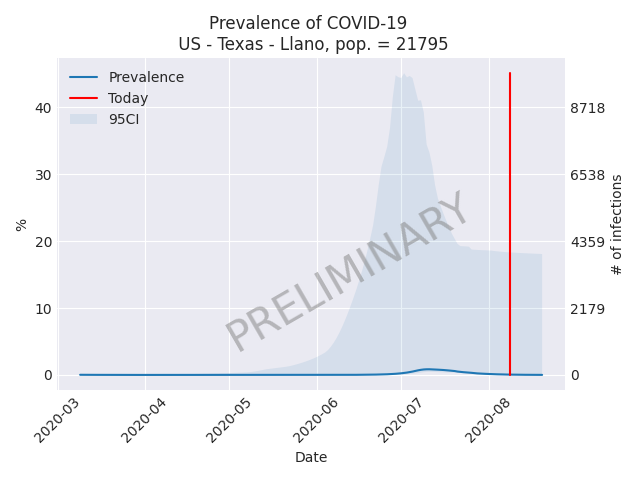 Prevalence of COVID-19
US - Texas - Llano, pop. = 21795
Prevalence
Today
95CI
PRELIMINARY
%
40
30
20
10
0
8718
6538
4359
2179
0
# of infections
2020-03
2020-04
2020-05
2020-06
2020-07
2020-08
Date